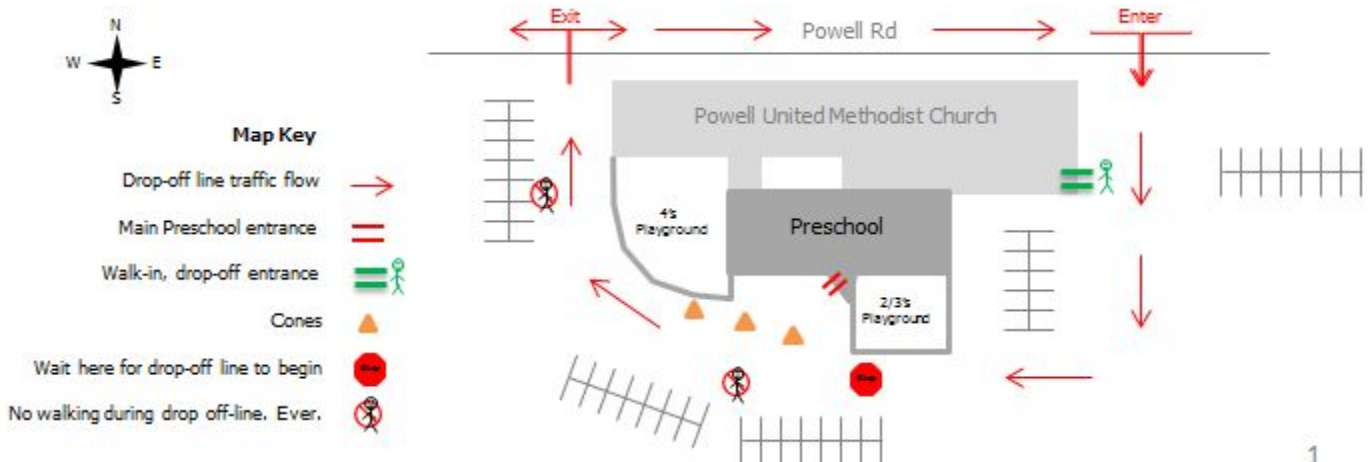 Exit
Powell Rd
Enter
N
W
E
S
Powell United Methodist Church
Map Key
Drop-off line traffic flow
Main Preschool entrance
Walk-in, drop-off entrance
Cones
Wait here for drop-off line to begin
No walking during drop off-line. Ever.
4's
Playground
Preschool
2/3's
Playground
1